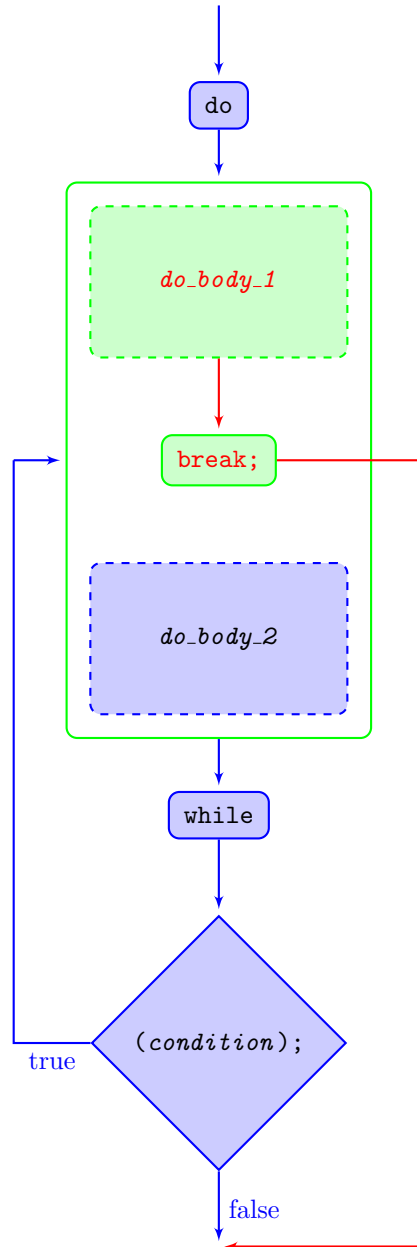 do
do_body_1
break;
do_body_2
while
(condition);
true
false